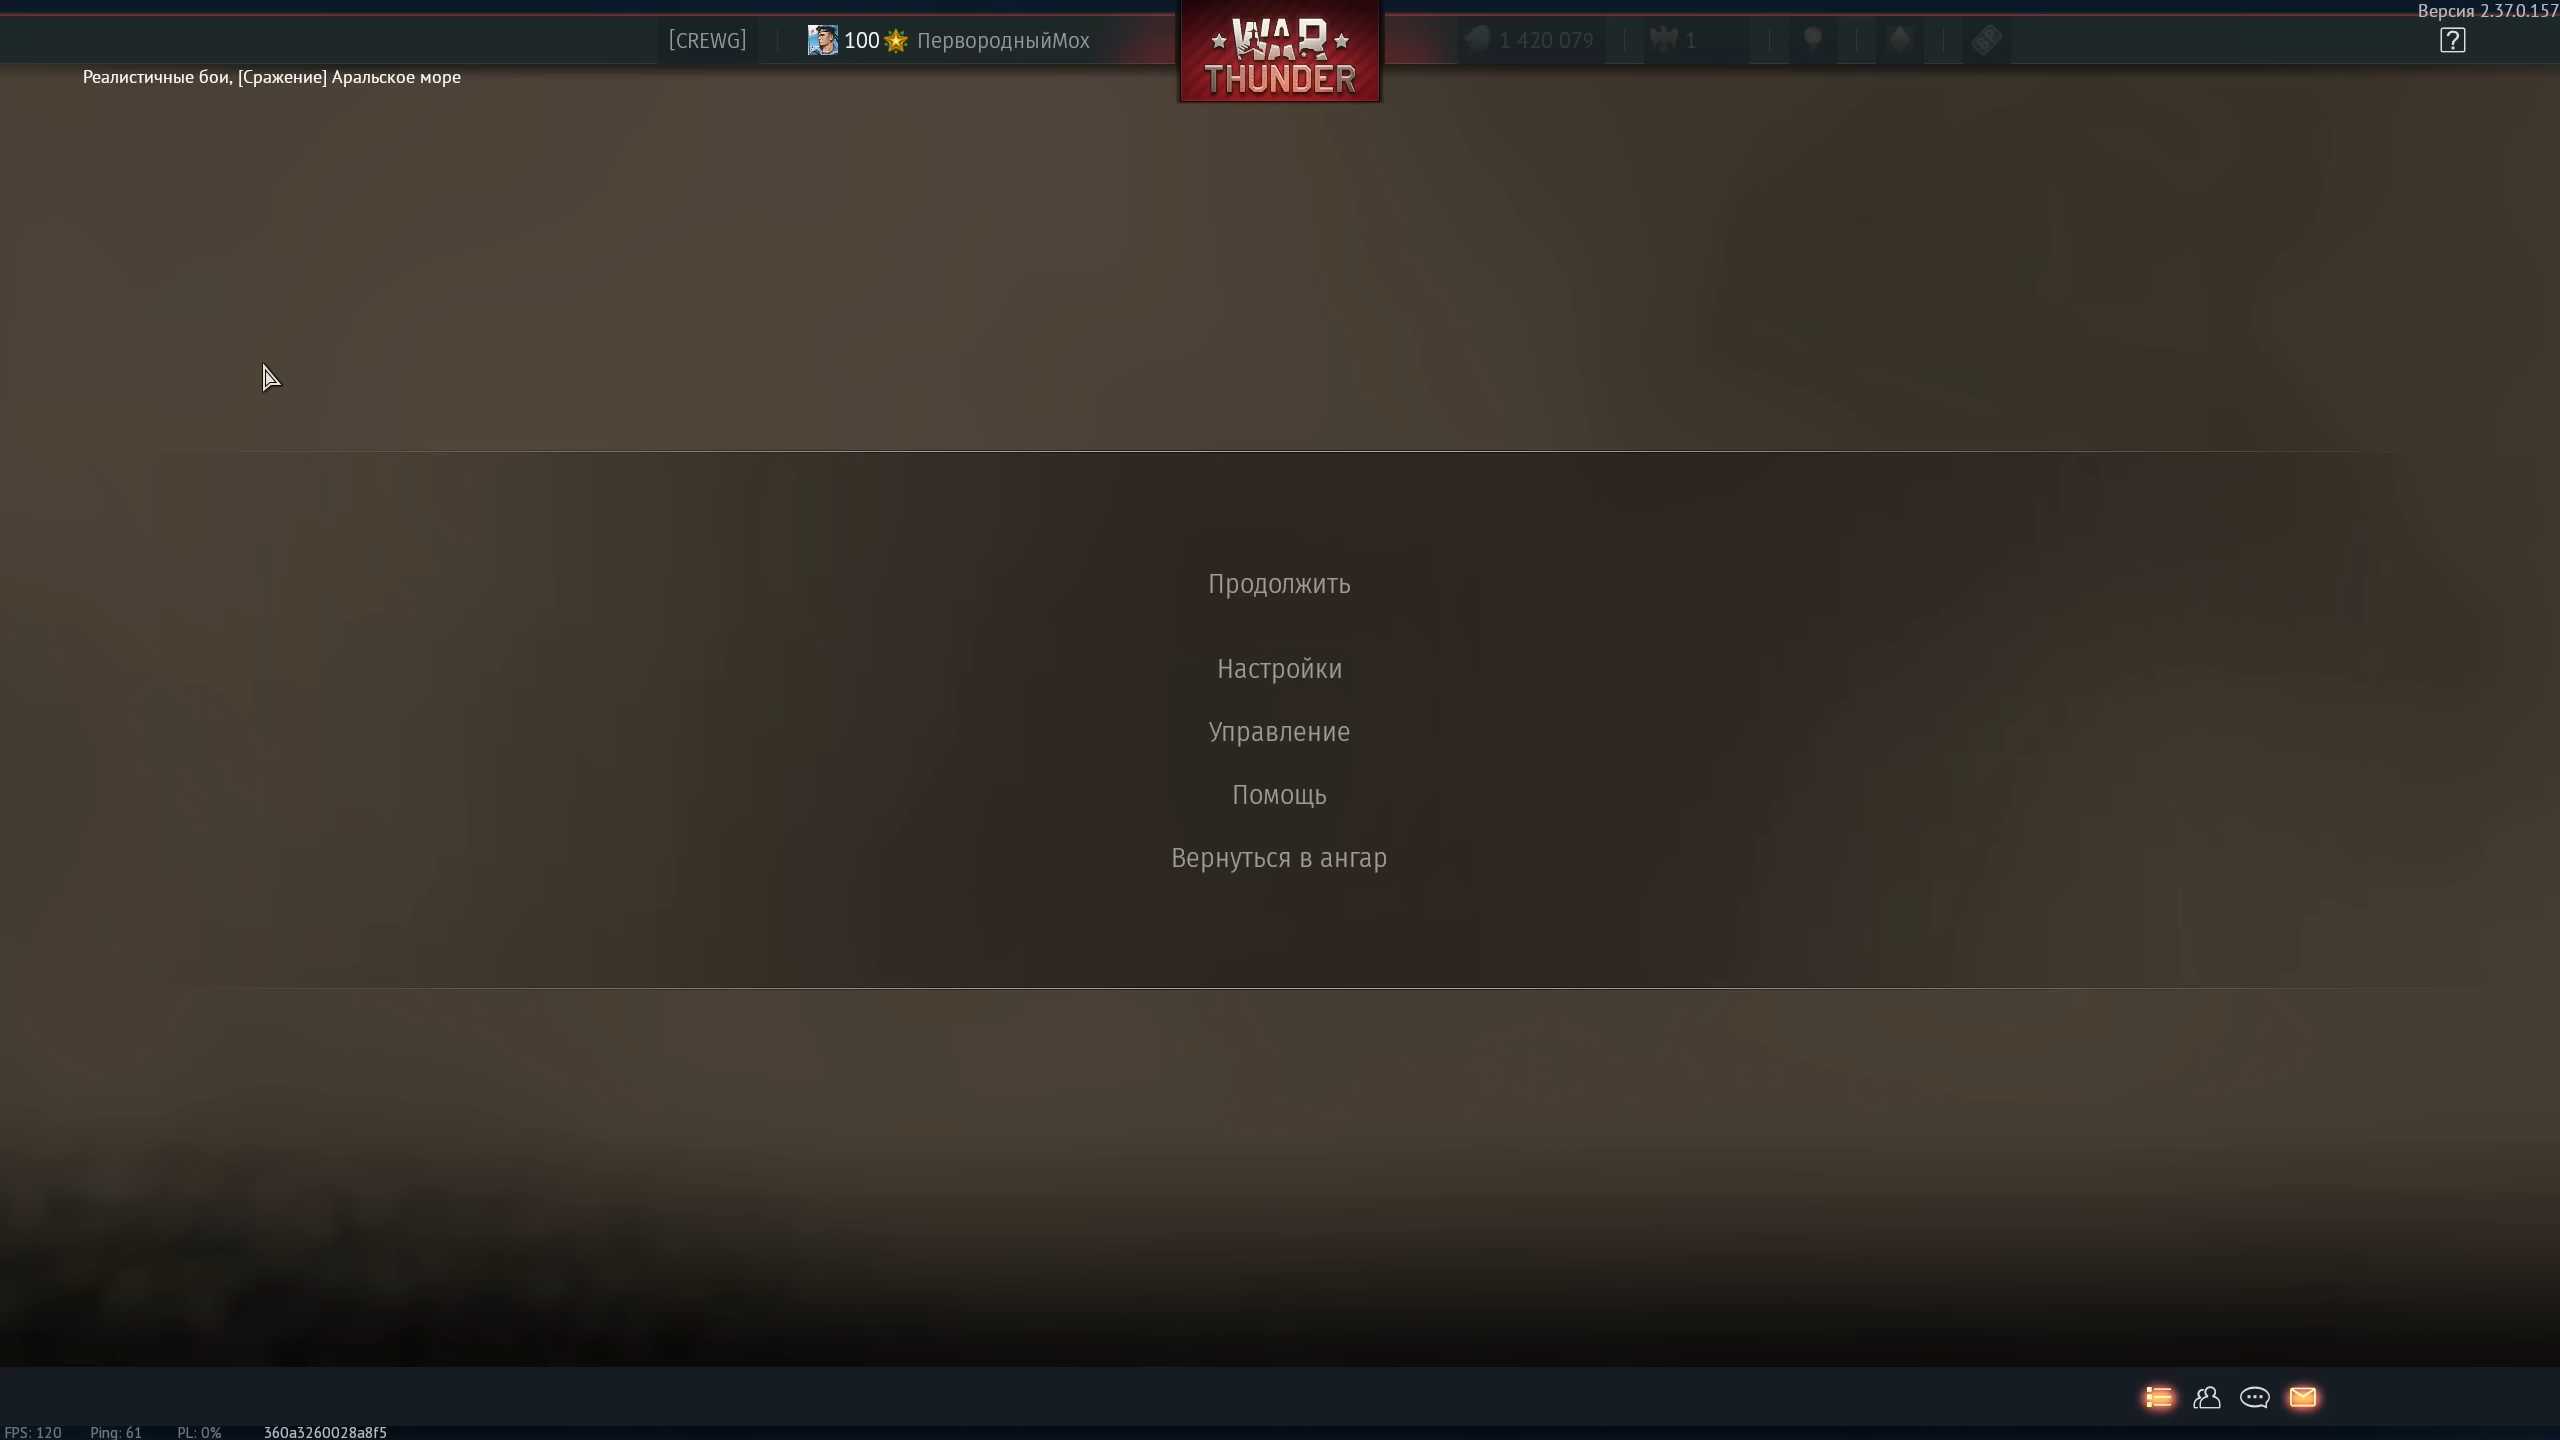 Версия 2.37.0.157
[CREWG] 100 ПервородныйМох WAR THUNDER 1 420 079 1 BP ?
Реалистичные бои, [Сражение] Аральское море
Продолжить
Настройки
Управление
Помощь
Вернуться в ангар
FPS: 120 Ping: 61 PL: 0% 360a3260028a8f5